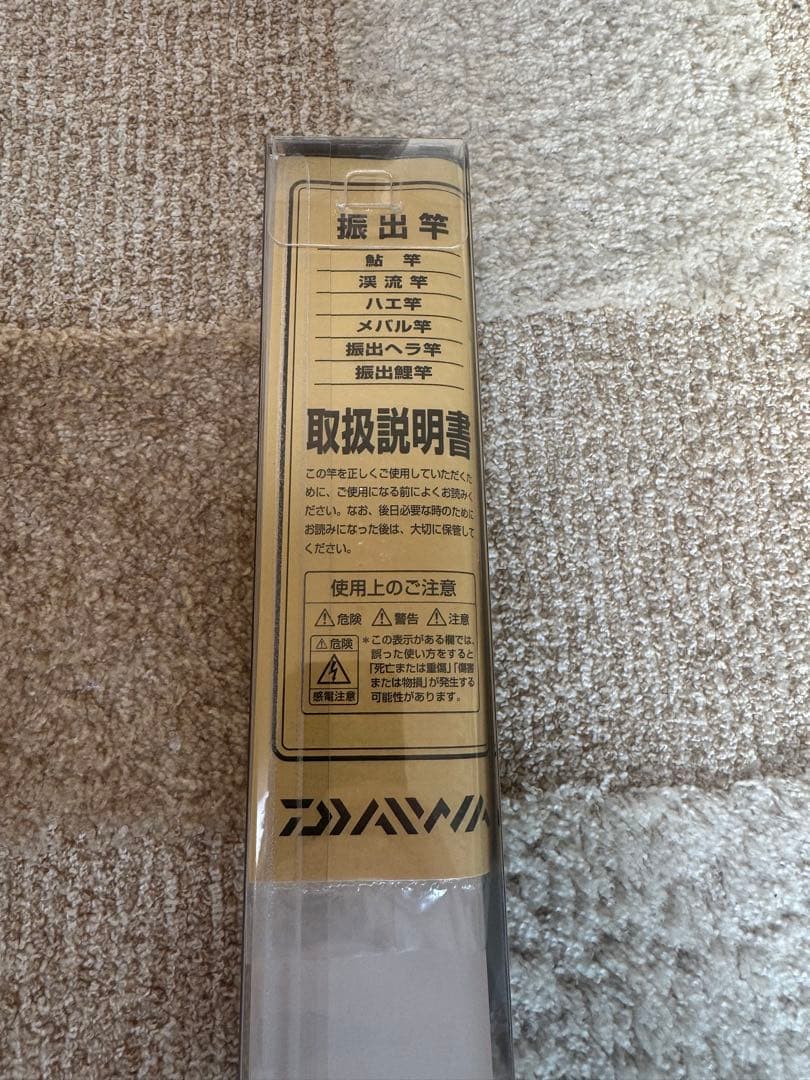 振出竿
鮎 竿
渓流竿
ハエ竿
メバル竿
振出ヘラ竿
振出鯉竿
取扱説明書
この竿を正しくご使用していただくた
めに、ご使用になる前によくお読みく
ださい。なお、後日必要な時のために
お読みになった後は、大切に保管して
ください。
使用上のご注意
⚠危険 ⚠警告 ⚠注意
⚠危険
感電注意
*この表示がある欄では、
誤った使い方をすると
「死亡または重傷」「傷害
または物損」が発生する
可能性があります。
DAIWA